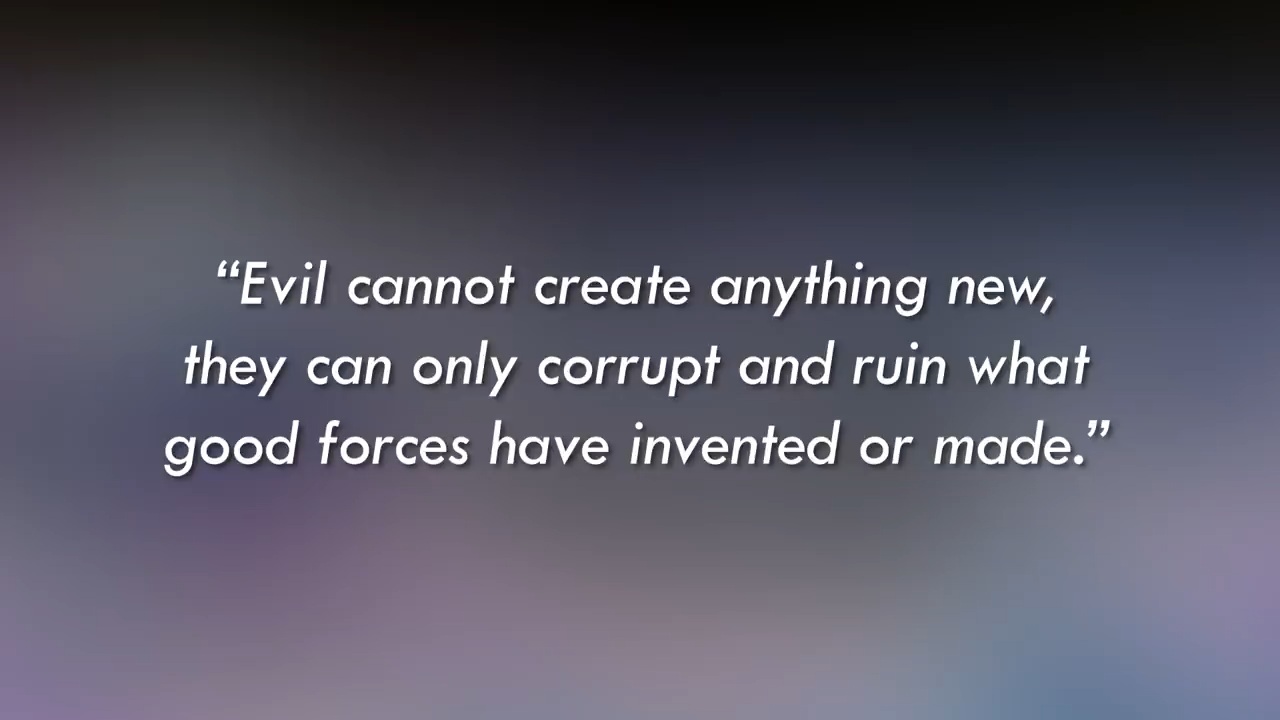 “Evil cannot create anything new,
they can only corrupt and ruin what
good forces have invented or made.”